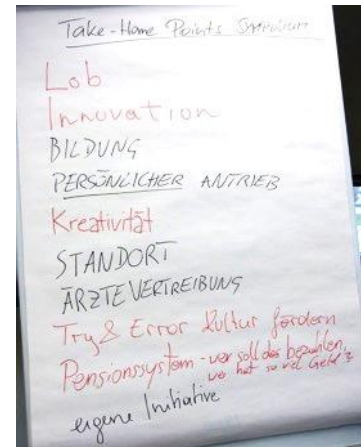 Take-Home Points SYMPOSIUM
Lob
Innovation
BILDUNG
PERSÖNLICHER ANTRIEB
Kreativität
STANDORT
ÄRZTEVERTREIBUNG
Try & Error Kultur fördern
Pensionssystem - wer soll das bezahlen,
wer hat so viel Geld?
eigene Initiative